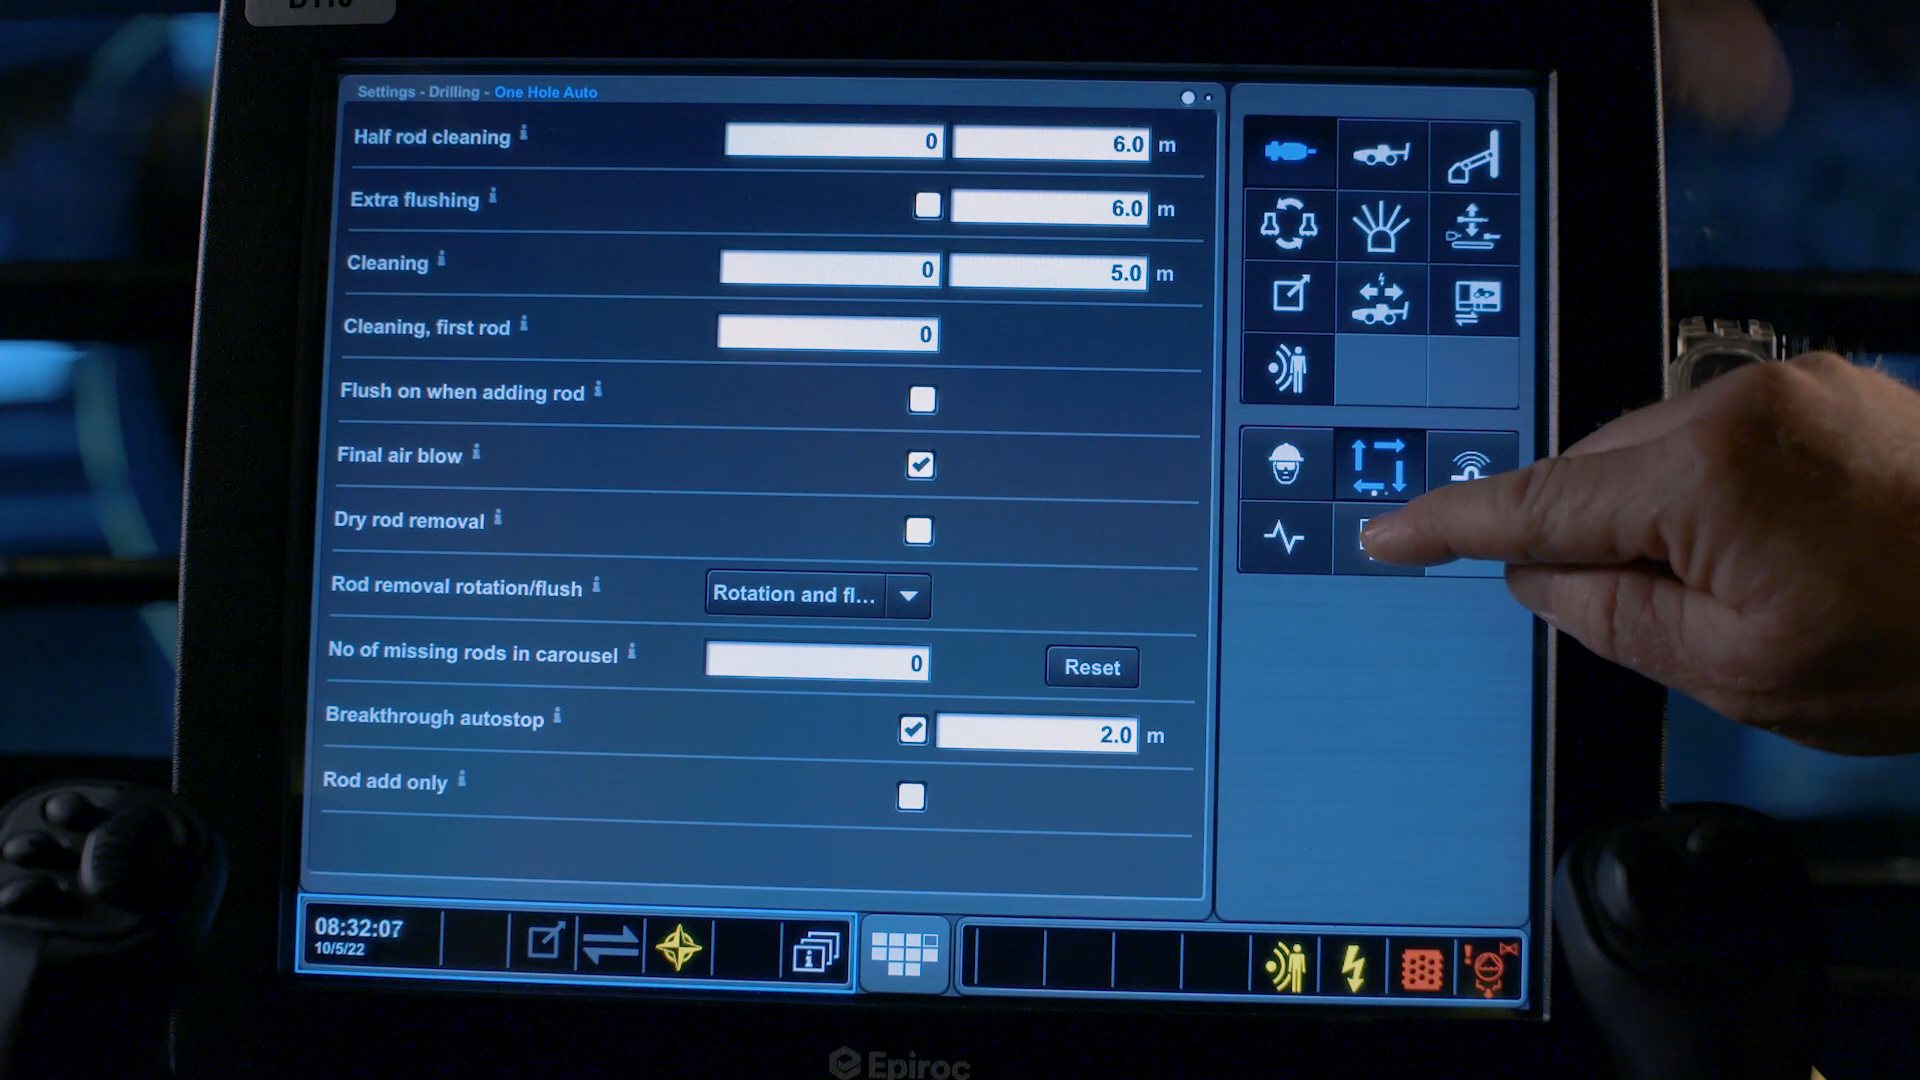 Settings - Drilling - One Hole Auto
Half rod cleaning i 0 6.0 m
Extra flushing i 6.0 m
Cleaning i 0 5.0 m
Cleaning, first rod i 0
Flush on when adding rod i
Final air blow i
Dry rod removal i
Rod removal rotation/flush i Rotation and fl...
No of missing rods in carousel i 0 Reset
Breakthrough autostop i 2.0 m
Rod add only i
08:32:07
10/5/22
i
!
Epiroc